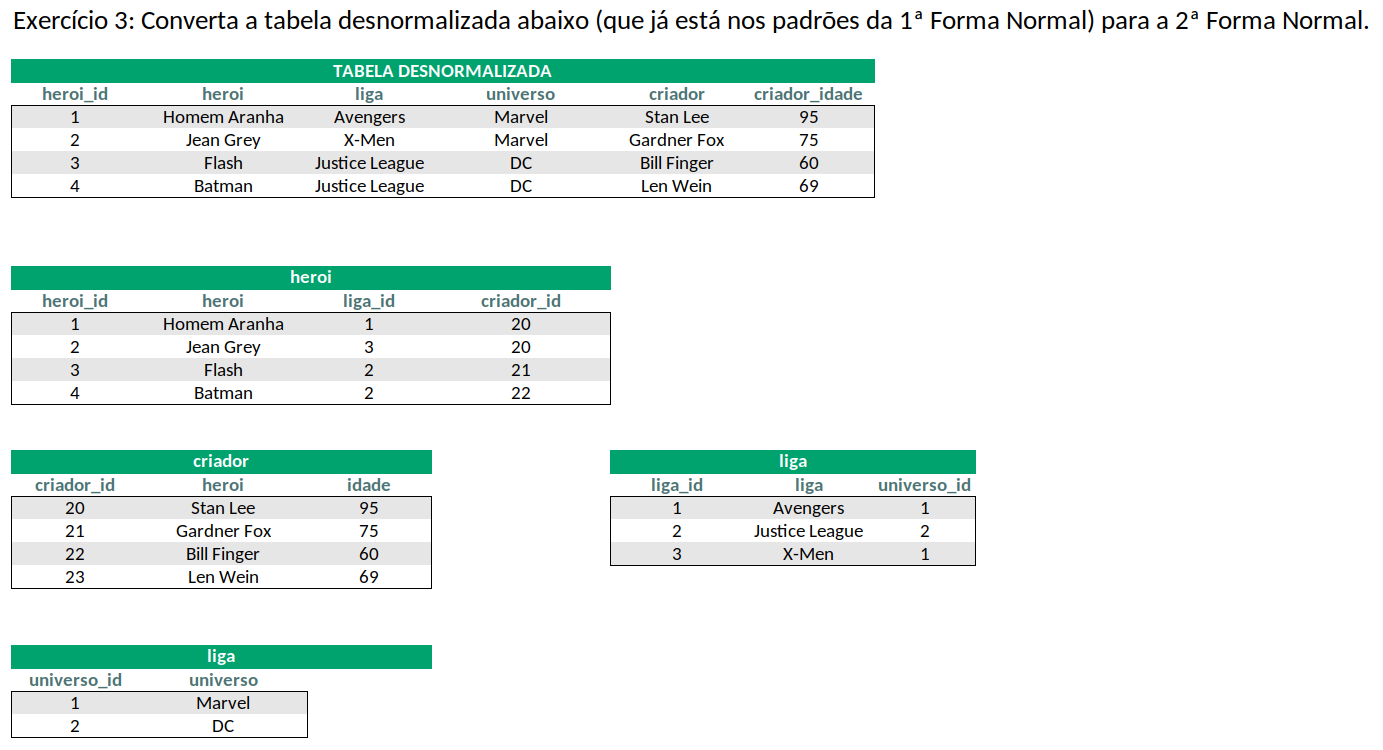 Exercício 3: Converta a tabela desnormalizada abaixo (que já está nos padrões da 1ª Forma Normal) para a 2ª Forma Normal.
TABELA DESNORMALIZADA
heroi_id heroi liga universo criador criador_idade
1 Homem Aranha Avengers Marvel Stan Lee 95
2 Jean Grey X-Men Marvel Gardner Fox 75
3 Flash Justice League DC Bill Finger 60
4 Batman Justice League DC Len Wein 69
heroi
heroi_id heroi liga_id criador_id
1 Homem Aranha 1 20
2 Jean Grey 3 20
3 Flash 2 21
4 Batman 2 22
criador
criador_id heroi idade
20 Stan Lee 95
21 Gardner Fox 75
22 Bill Finger 60
23 Len Wein 69
liga
liga_id liga universo_id
1 Avengers 1
2 Justice League 2
3 X-Men 1
liga
universo_id universo
1 Marvel
2 DC